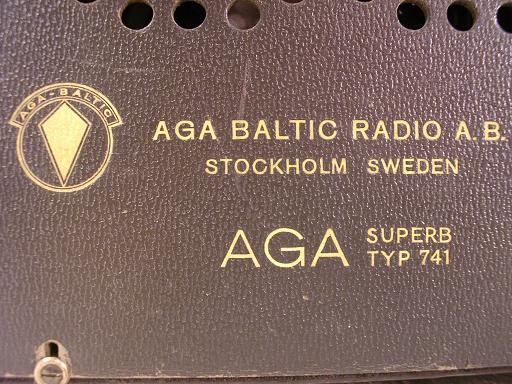 AGA-BALTIC
AGA BALTIC RADIO A.B.
STOCKHOLM SWEDEN
AGA SUPERB
TYP 741